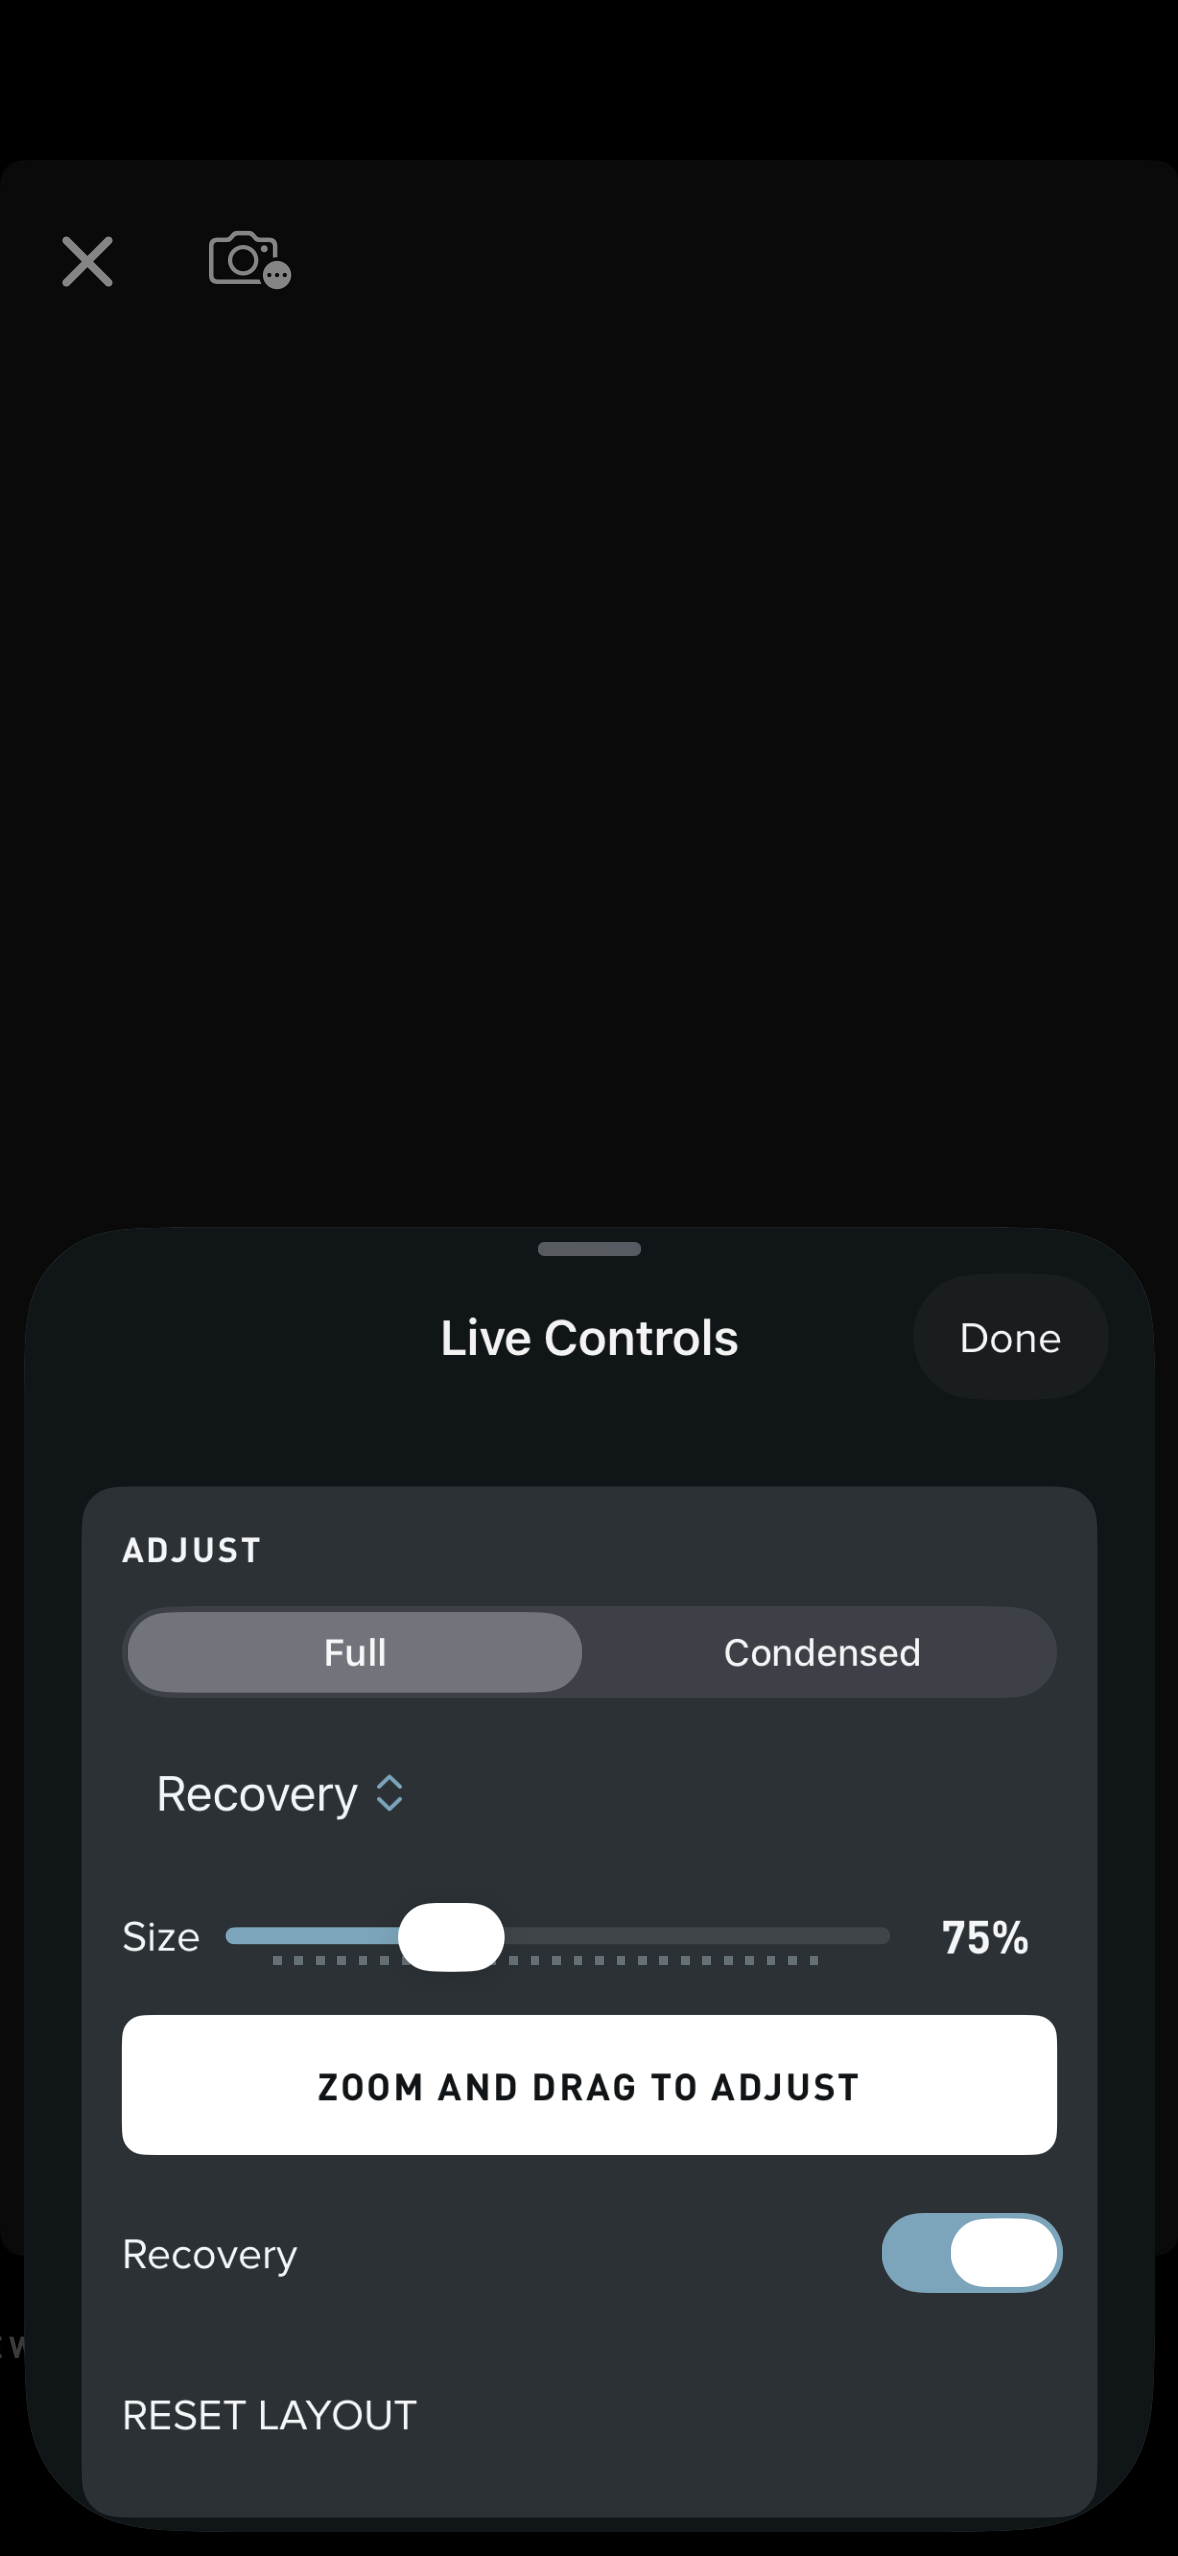 Live Controls
Done
ADJUST
Full
Condensed
Recovery
Size
75%
ZOOM AND DRAG TO ADJUST
Recovery
RESET LAYOUT